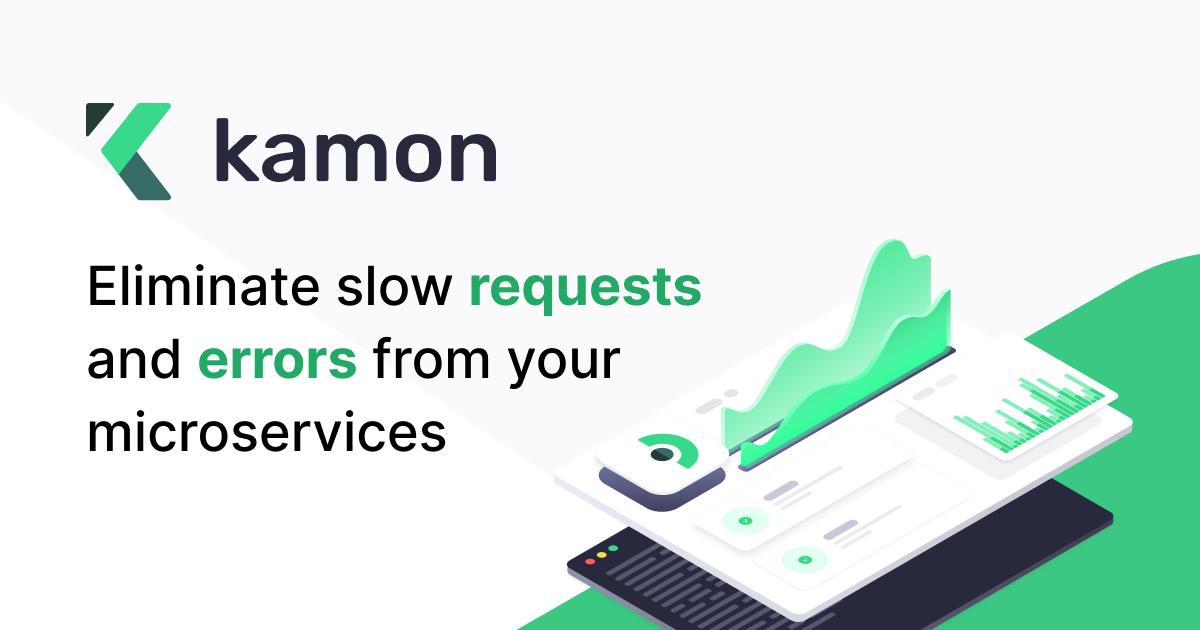 kamon
Eliminate slow requests
and errors from your
microservices